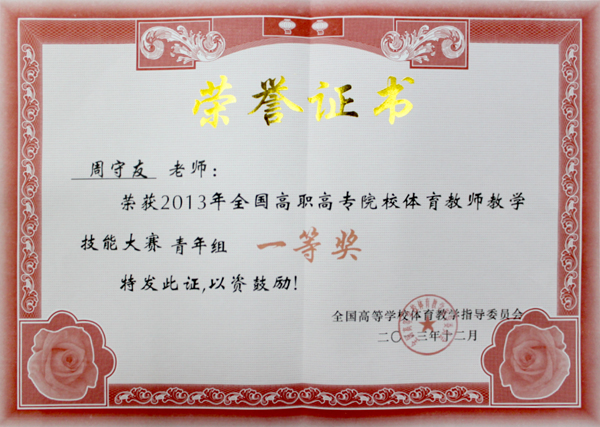 荣誉证书
周守友 老师：
荣获2013年全国高职高专院校体育教师教学
技能大赛 青年组 一等奖
特发此证,以资鼓励！
全国高等学校体育教学指导委员会
二〇一三年十二月